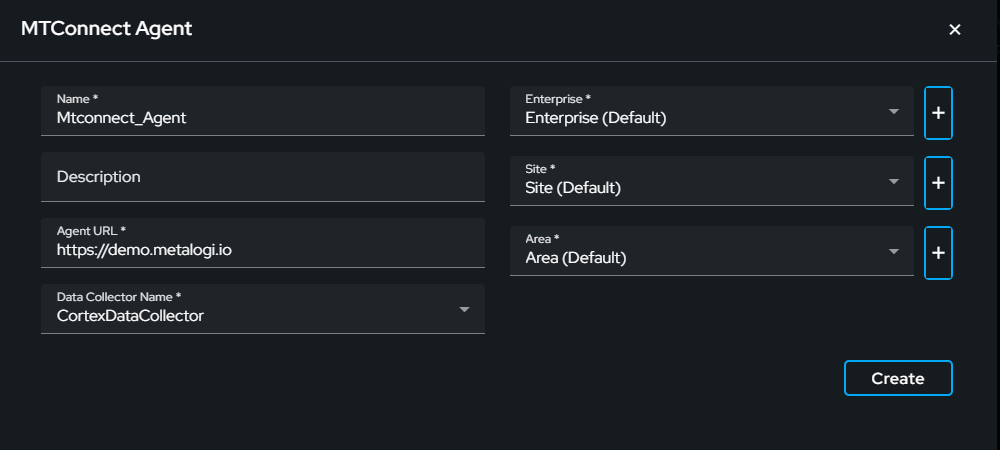 MTConnect Agent
Name *
Mtconnect_Agent
Description
Agent URL *
https://demo.metalogi.io
Data Collector Name *
CortexDataCollector
Enterprise *
Enterprise (Default)
Site *
Site (Default)
Area *
Area (Default)
Create